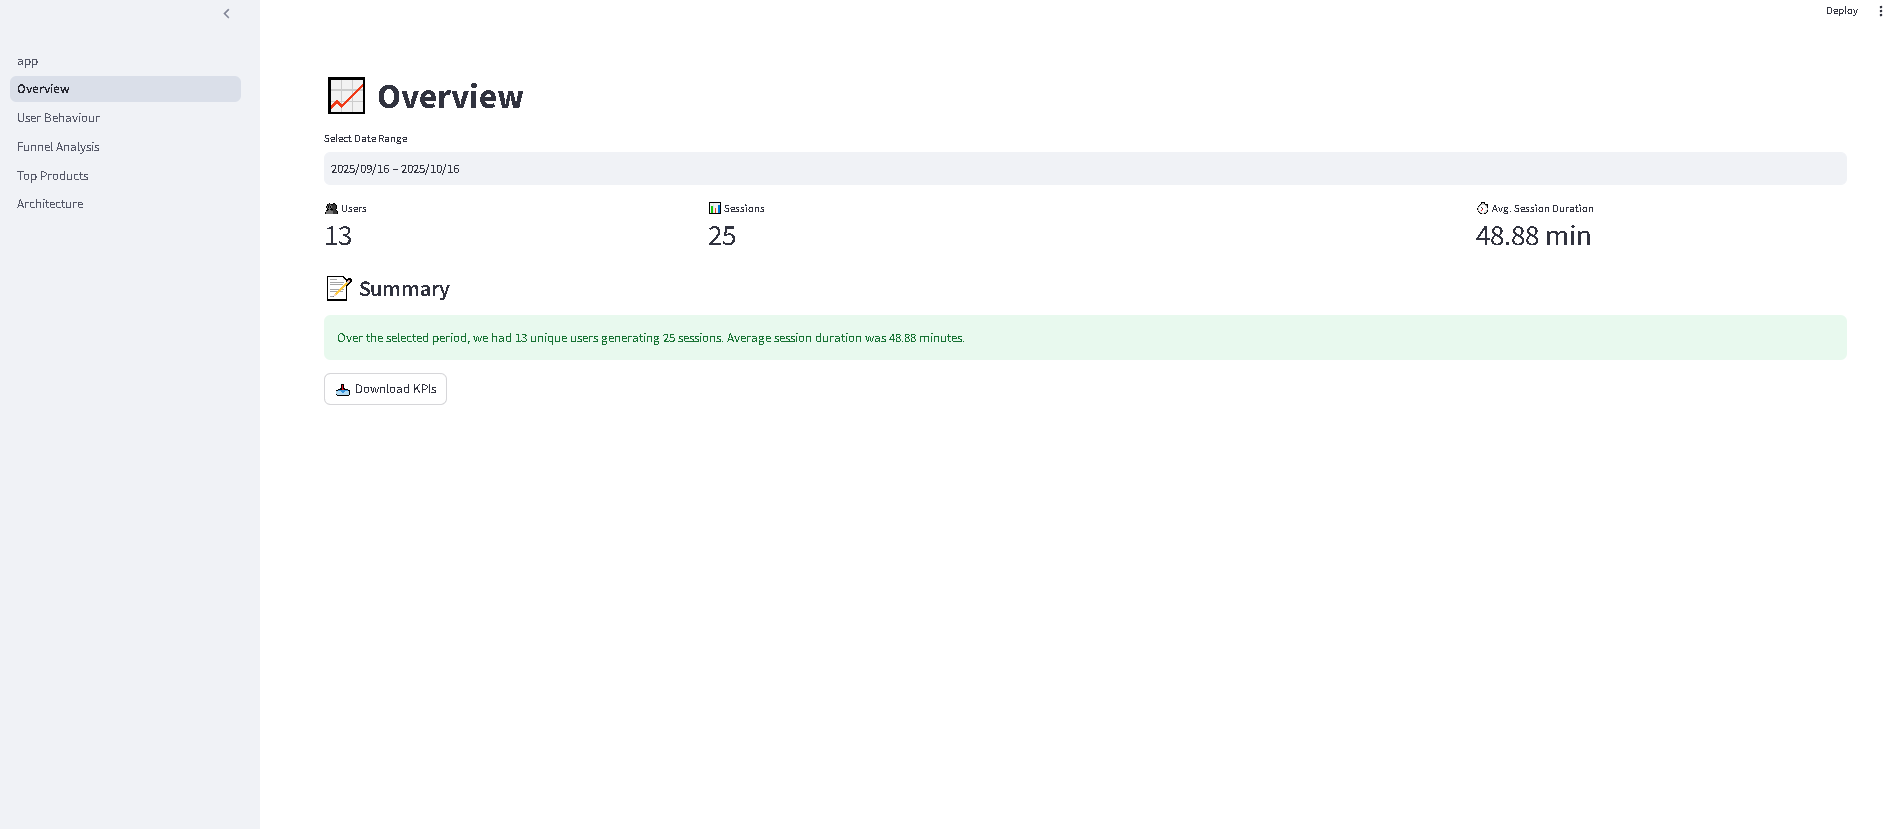 Deploy
app
Overview
User Behaviour
Funnel Analysis
Top Products
Architecture
Overview
Select Date Range
2025/09/16 – 2025/10/16
Users
13
Sessions
25
Avg. Session Duration
48.88 min
Summary
Over the selected period, we had 13 unique users generating 25 sessions. Average session duration was 48.88 minutes.
Download KPIs